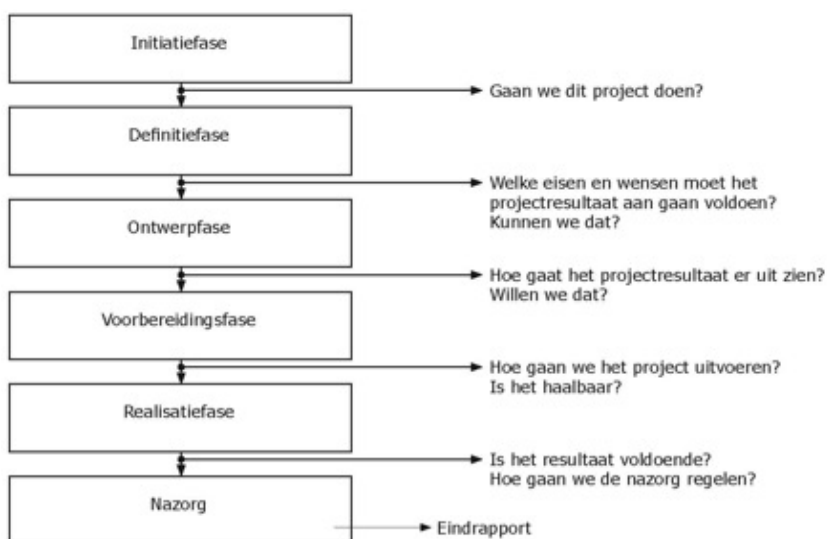 Initiatiefase
Gaan we dit project doen?
Definitiefase
Welke eisen en wensen moet het
projectresultaat aan gaan voldoen?
Kunnen we dat?
Ontwerpfase
Hoe gaat het projectresultaat er uit zien?
Willen we dat?
Voorbereidingsfase
Hoe gaan we het project uitvoeren?
Is het haalbaar?
Realisatiefase
Is het resultaat voldoende?
Hoe gaan we de nazorg regelen?
Nazorg
Eindrapport